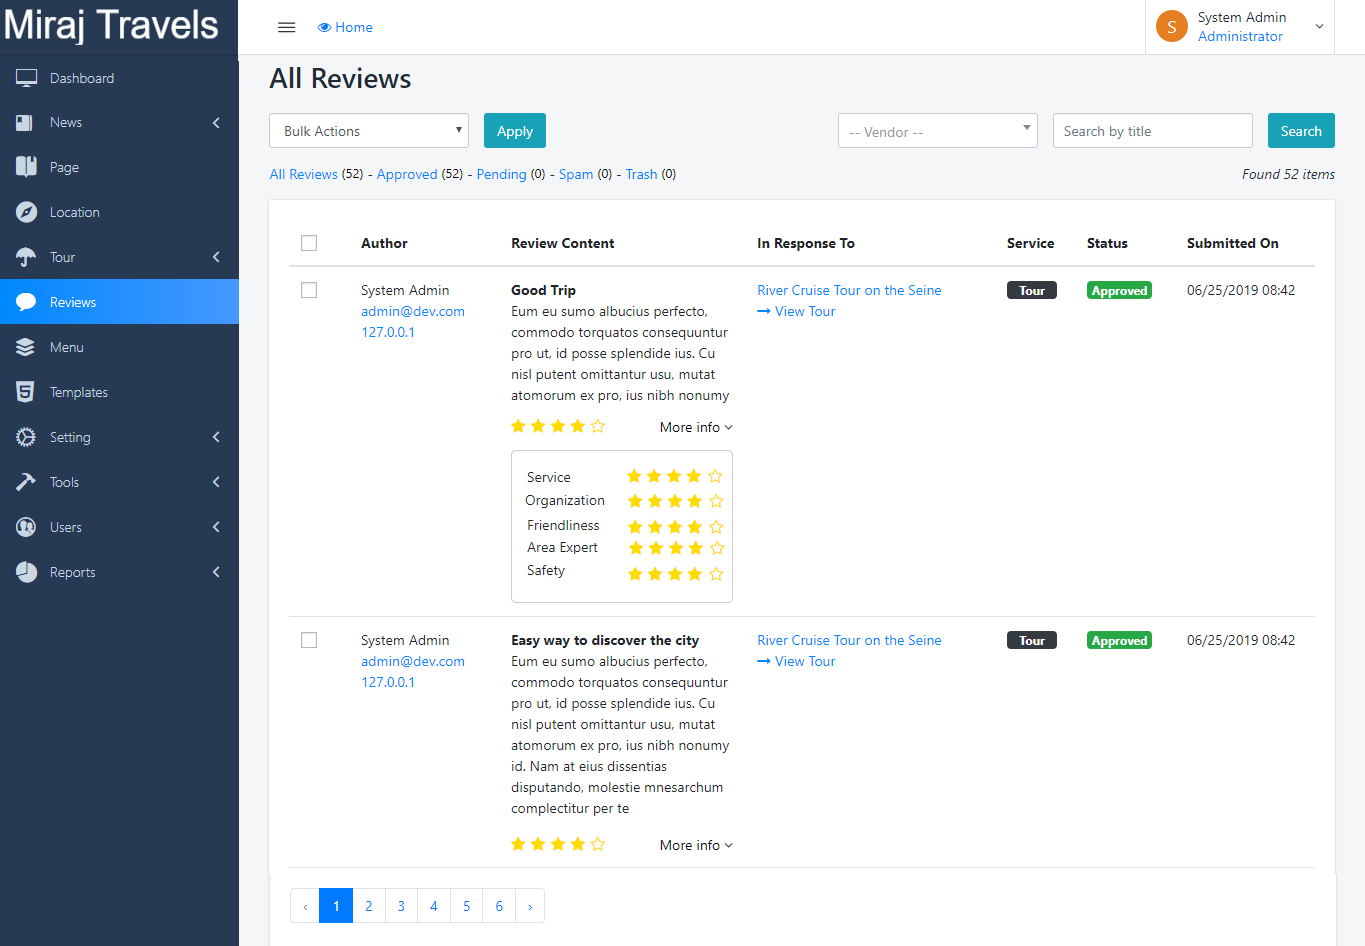 Miraj Travels
Home
S
System Admin
Administrator
Dashboard
News
Page
Location
Tour
Reviews
Menu
Templates
Setting
Tools
Users
Reports
All Reviews
Bulk Actions
Apply
-- Vendor --
Search by title
Search
All Reviews (52) - Approved (52) - Pending (0) - Spam (0) - Trash (0)
Found 52 items
Author Review Content In Response To Service Status Submitted On
System Admin
admin@dev.com
127.0.0.1
Good Trip
Eum eu sumo albucius perfecto,
commodo torquatos consequuntur
pro ut, id posse splendide ius. Cu
nisl putent omittantur usu, mutat
atomorum ex pro, ius nibh nonumy
More info
Service
Organization
Friendliness
Area Expert
Safety
River Cruise Tour on the Seine
View Tour
Tour
Approved
06/25/2019 08:42
System Admin
admin@dev.com
127.0.0.1
Easy way to discover the city
Eum eu sumo albucius perfecto,
commodo torquatos consequuntur
pro ut, id posse splendide ius. Cu
nisl putent omittantur usu, mutat
atomorum ex pro, ius nibh nonumy
id. Nam at eius dissentias
disputando, molestie mnesarchum
complectitur per te
More info
River Cruise Tour on the Seine
View Tour
Tour
Approved
06/25/2019 08:42
‹ 1 2 3 4 5 6 ›